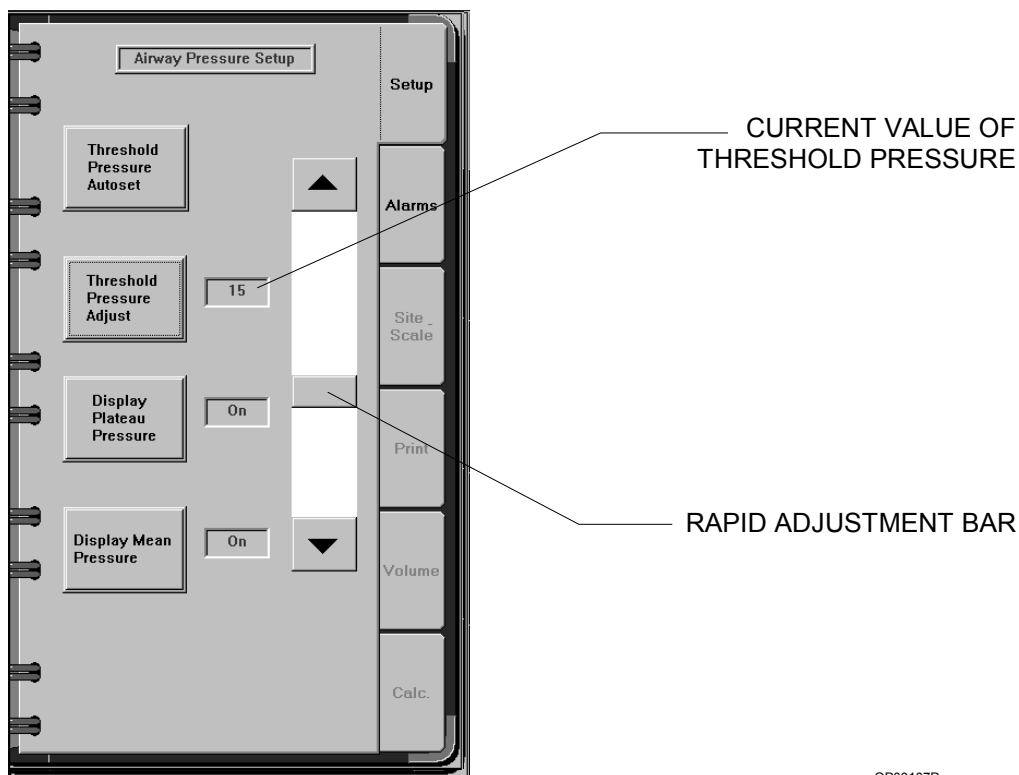 Airway Pressure Setup
Setup
Threshold
Pressure
Autoset
Alarms
Threshold
Pressure
Adjust
15
Site _
Scale
Display
Plateau
Pressure
On
Print
Display Mean
Pressure
On
Volume
Calc.
CURRENT VALUE OF
THRESHOLD PRESSURE
RAPID ADJUSTMENT BAR